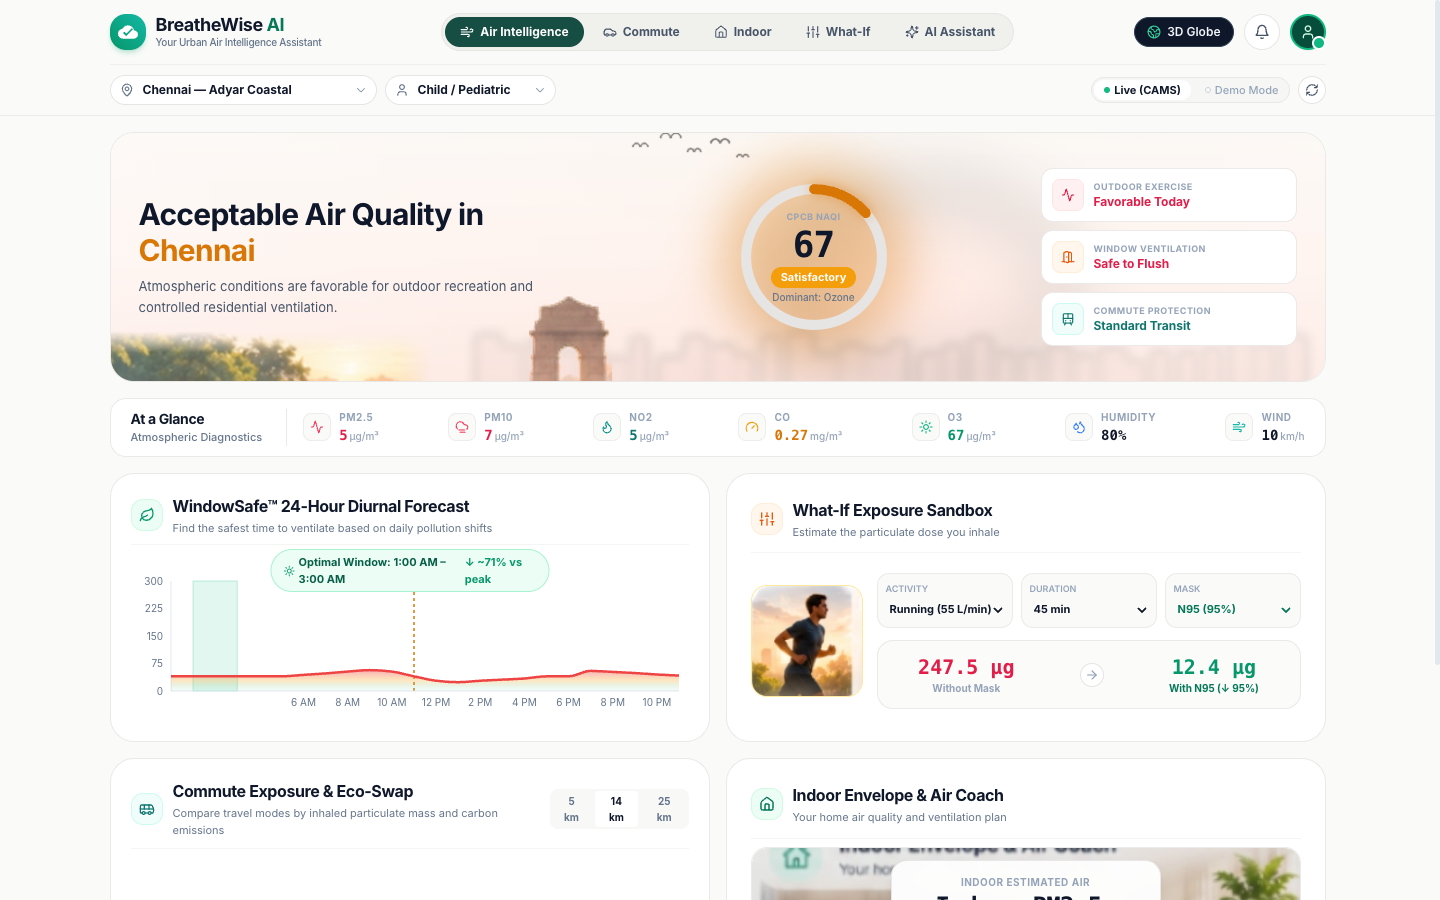 BreatheWise AI
Your Urban Air Intelligence Assistant
Air Intelligence
Commute
Indoor
What-If
AI Assistant
3D Globe
Chennai — Adyar Coastal
Child / Pediatric
Live (CAMS)
Demo Mode
Acceptable Air Quality in
Chennai
Atmospheric conditions are favorable for outdoor recreation and
controlled residential ventilation.
CPCB NAQI
67
Satisfactory
Dominant: Ozone
OUTDOOR EXERCISE
Favorable Today
WINDOW VENTILATION
Safe to Flush
COMMUTE PROTECTION
Standard Transit
At a Glance
Atmospheric Diagnostics
PM2.5
5 µg/m³
PM10
7 µg/m³
NO2
5 µg/m³
CO
0.27 mg/m³
O3
67 µg/m³
HUMIDITY
80%
WIND
10 km/h
WindowSafe™ 24-Hour Diurnal Forecast
Find the safest time to ventilate based on daily pollution shifts
Optimal Window: 1:00 AM –
3:00 AM
↓ ~71% vs
peak
300
225
150
75
0
6 AM
8 AM
10 AM
12 PM
2 PM
4 PM
6 PM
8 PM
10 PM
What-If Exposure Sandbox
Estimate the particulate dose you inhale
ACTIVITY
Running (55 L/min)
DURATION
45 min
MASK
N95 (95%)
247.5 µg
Without Mask
12.4 µg
With N95 (↓ 95%)
Commute Exposure & Eco-Swap
Compare travel modes by inhaled particulate mass and carbon
emissions
5
km
14
km
25
km
Indoor Envelope & Air Coach
Your home air quality and ventilation plan
Indoor Envelope & Air Coach
Your ho
INDOOR ESTIMATED AIR